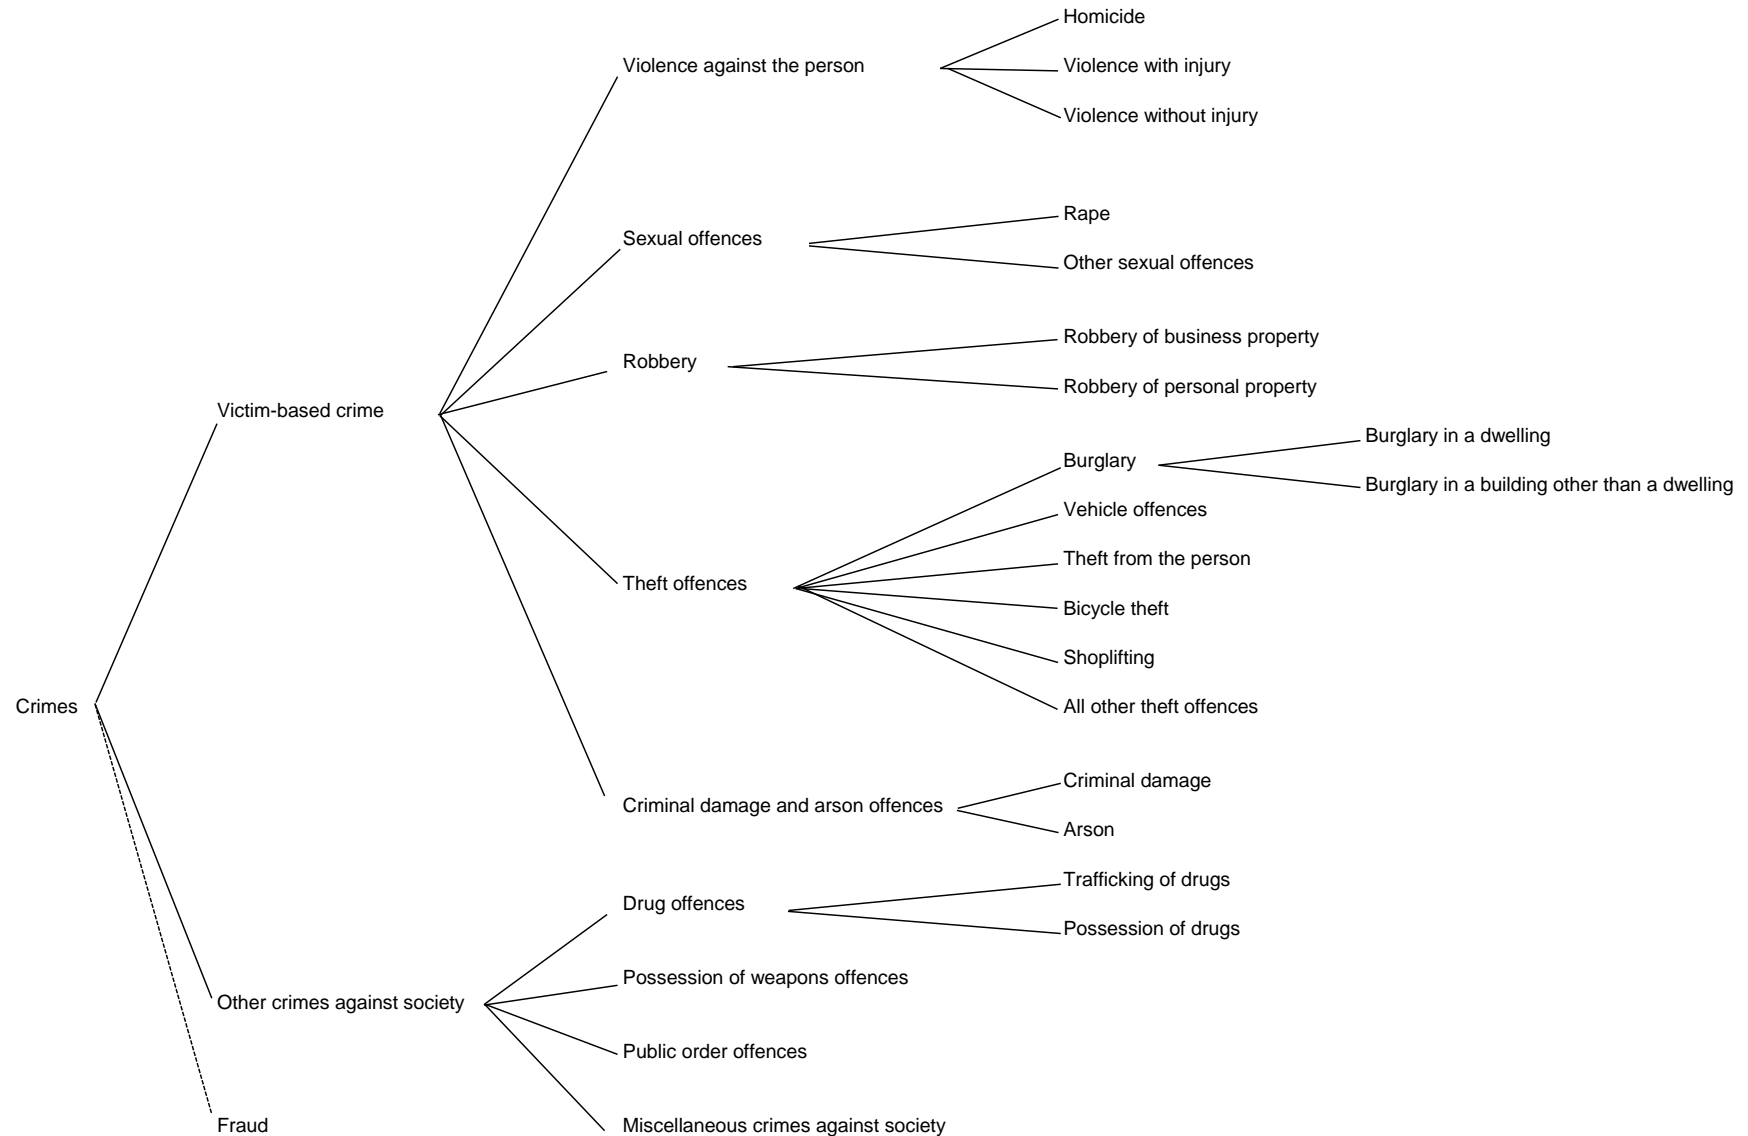 Homicide
Violence against the person
Violence with injury
Violence without injury
Rape
Sexual offences
Other sexual offences
Robbery of business property
Robbery
Robbery of personal property
Victim-based crime
Burglary in a dwelling
Burglary
Burglary in a building other than a dwelling
Vehicle offences
Theft from the person
Theft offences
Bicycle theft
Shoplifting
Crimes
All other theft offences
Criminal damage
Criminal damage and arson offences
Arson
Trafficking of drugs
Drug offences
Possession of drugs
Possession of weapons offences
Other crimes against society
Public order offences
Fraud
Miscellaneous crimes against society